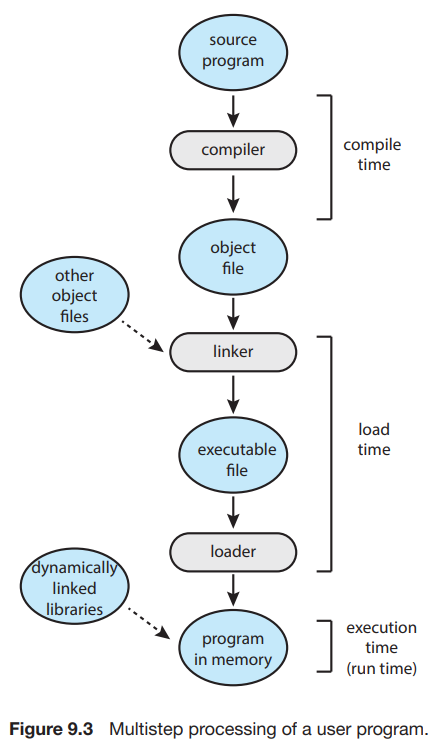 source
program
compiler
compile
time
object
file
other
object
files
linker
load
time
executable
file
loader
dynamically
linked
libraries
program
in memory
execution
time
(run time)
Figure 9.3 Multistep processing of a user program.